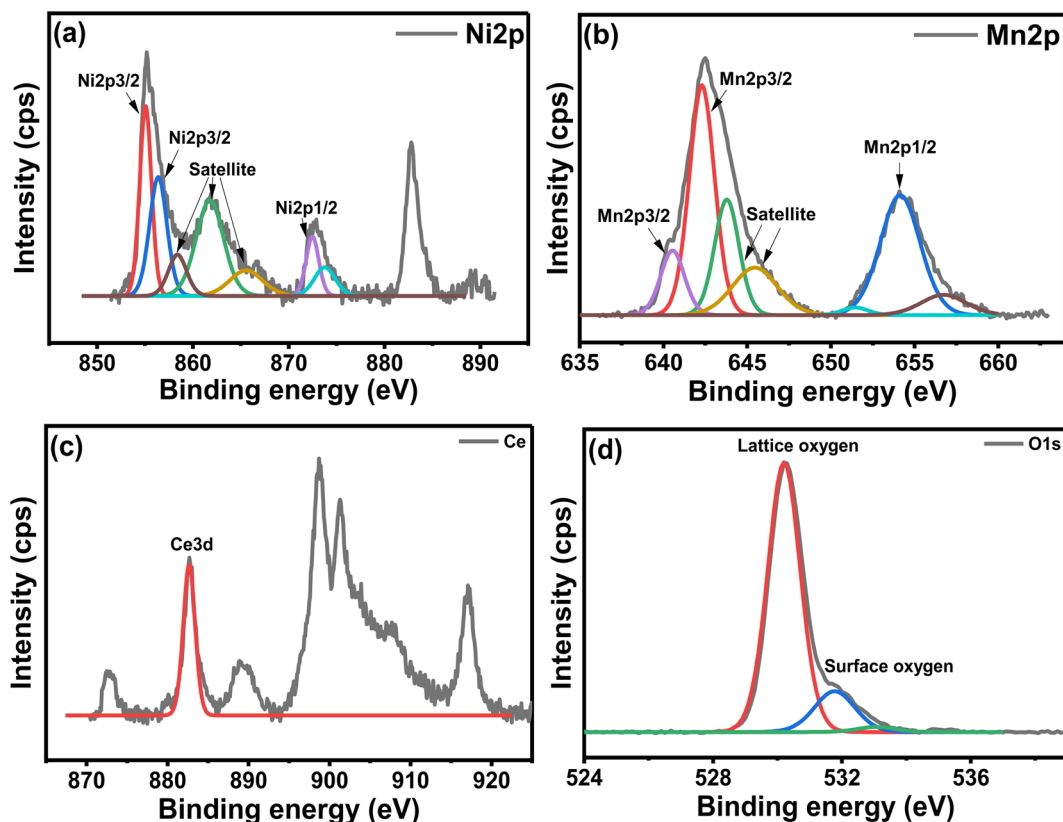 (a)
Ni2p
Ni2p3/2
Ni2p3/2
Satellite
Ni2p1/2
Intensity (cps)
850 860 870 880 890
Binding energy (eV)
(b)
Mn2p
Mn2p3/2
Mn2p1/2
Mn2p3/2
Satellite
Intensity (cps)
635 640 645 650 655 660
Binding energy (eV)
(c)
Ce
Ce3d
Intensity (cps)
870 880 890 900 910 920
Binding energy (eV)
(d)
Lattice oxygen
O1s
Surface oxygen
Intensity (cps)
524 528 532 536
Binding energy (eV)